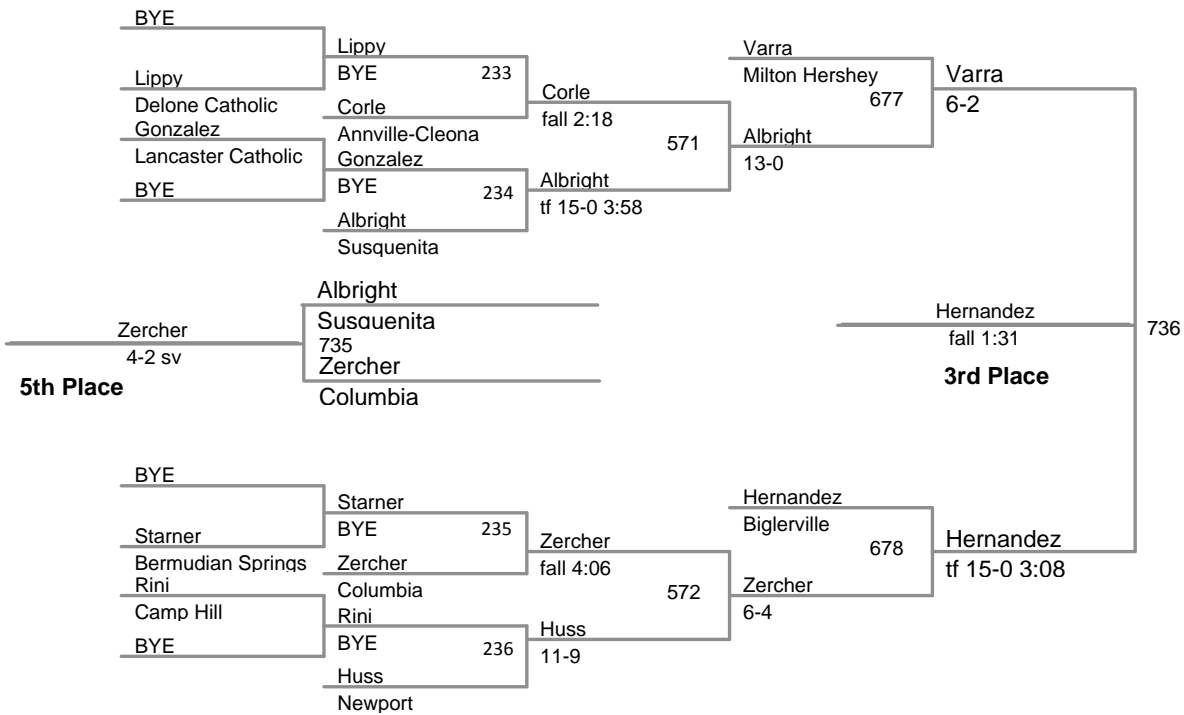 BYE
Lippy
Varra
BYE
233
Milton Hershey
Varra
Lippy
Corle
677
Delone Catholic
Corle
fall 2:18
6-2
Gonzalez
Annville-Cleona
571
Albright
Lancaster Catholic
Gonzalez
13-0
BYE
BYE
234
Albright
tf 15-0 3:58
Albright
Susquenita
Albright
Zercher
Susquenita
Hernandez
4-2 sv
735
fall 1:31
736
5th Place
Zercher
3rd Place
Columbia
BYE
Starner
Hernandez
BYE
235
Biglerville
Starner
Zercher
678
Hernandez
Bermudian Springs
Zercher
fall 4:06
tf 15-0 3:08
Rini
Columbia
572
Zercher
Camp Hill
Rini
6-4
BYE
BYE
236
Huss
11-9
Huss
Newport